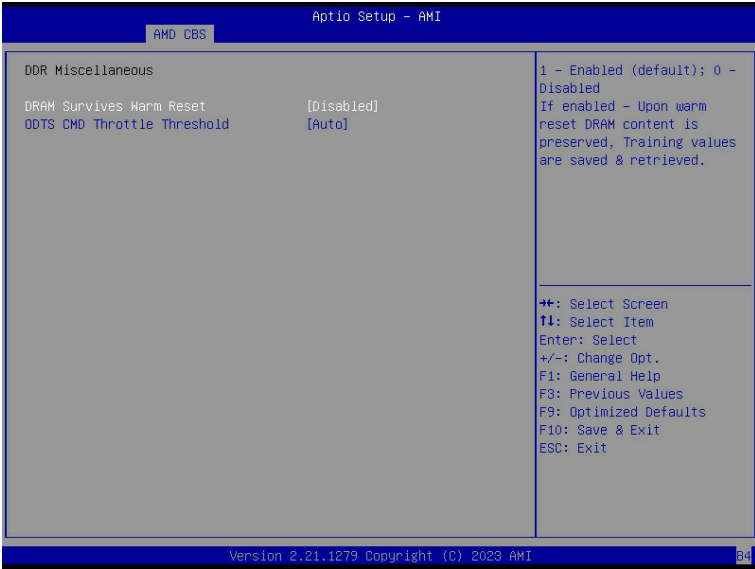 Aptio Setup – AMI
AMD CBS
DDR Miscellaneous
DRAM Survives Warm Reset [Disabled]
ODTS CMD Throttle Threshold [Auto]
1 – Enabled (default); 0 –
Disabled
If enabled – Upon warm
reset DRAM content is
preserved, Training values
are saved & retrieved.
→←: Select Screen
↑↓: Select Item
Enter: Select
+/-: Change Opt.
F1: General Help
F3: Previous Values
F9: Optimized Defaults
F10: Save & Exit
ESC: Exit
Version 2.21.1279 Copyright (C) 2023 AMI
B4